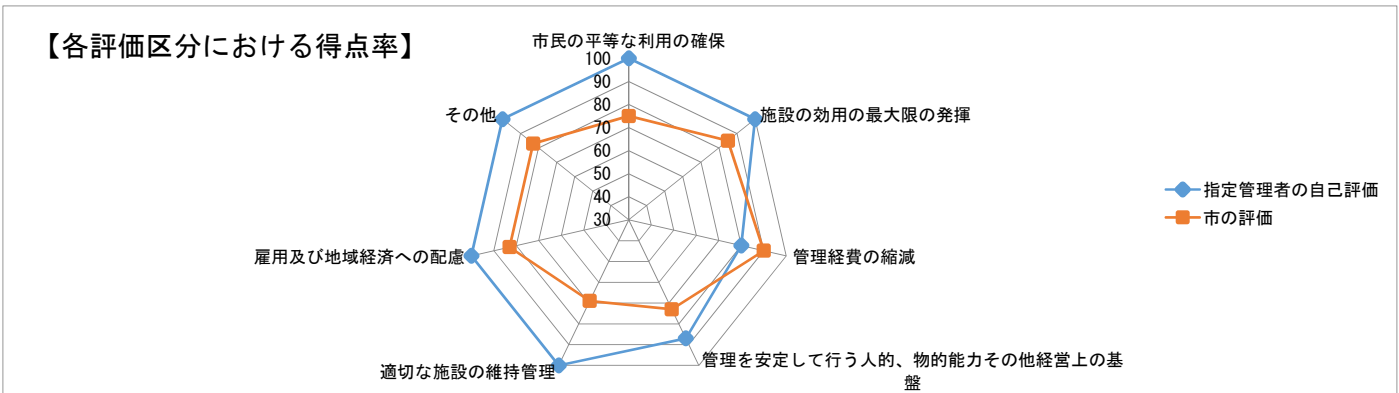 【各評価区分における得点率】
市民の平等な利用の確保
100
90
80
70
60
50
40
30
施設の効用の最大限の発揮
管理経費の縮減
管理を安定して行う人的、物的能力その他経営上の基
盤
適切な施設の維持管理
雇用及び地域経済への配慮
その他
指定管理者の自己評価
市の評価